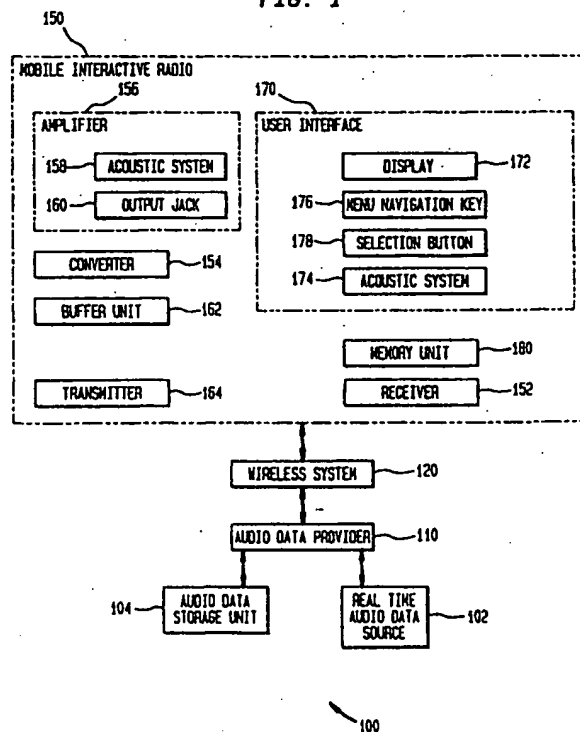 FIG. 1
150
MOBILE INTERACTIVE RADIO
156
170
AMPLIFIER
USER INTERFACE
158 ACOUSTIC SYSTEM
DISPLAY 172
160 OUTPUT JACK
176 MENU NAVIGATION KEY
178 SELECTION BUTTON
CONVERTER 154
174 ACOUSTIC SYSTEM
BUFFER UNIT 162
MEMORY UNIT 180
TRANSMITTER 164
RECEIVER 152
WIRELESS SYSTEM 120
AUDIO DATA PROVIDER 110
104 AUDIO DATA
STORAGE UNIT
REAL TIME
AUDIO DATA 102
SOURCE
100